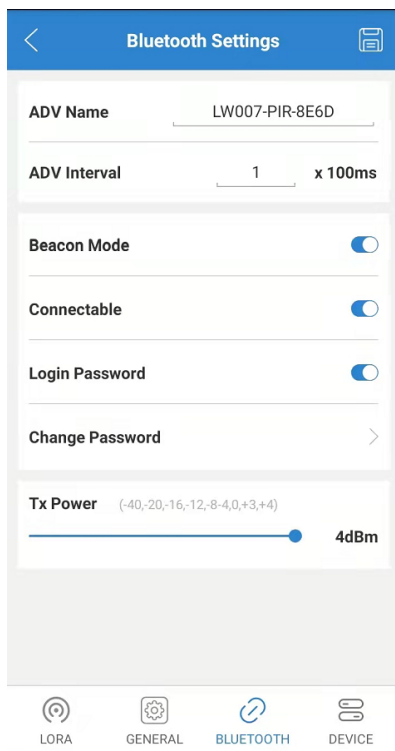 Bluetooth Settings
ADV Name LW007-PIR-8E6D
ADV Interval 1 x 100ms
Beacon Mode
Connectable
Login Password
Change Password
Tx Power (-40,-20,-16,-12,-8-4,0,+3,+4)
4dBm
LORA GENERAL BLUETOOTH DEVICE